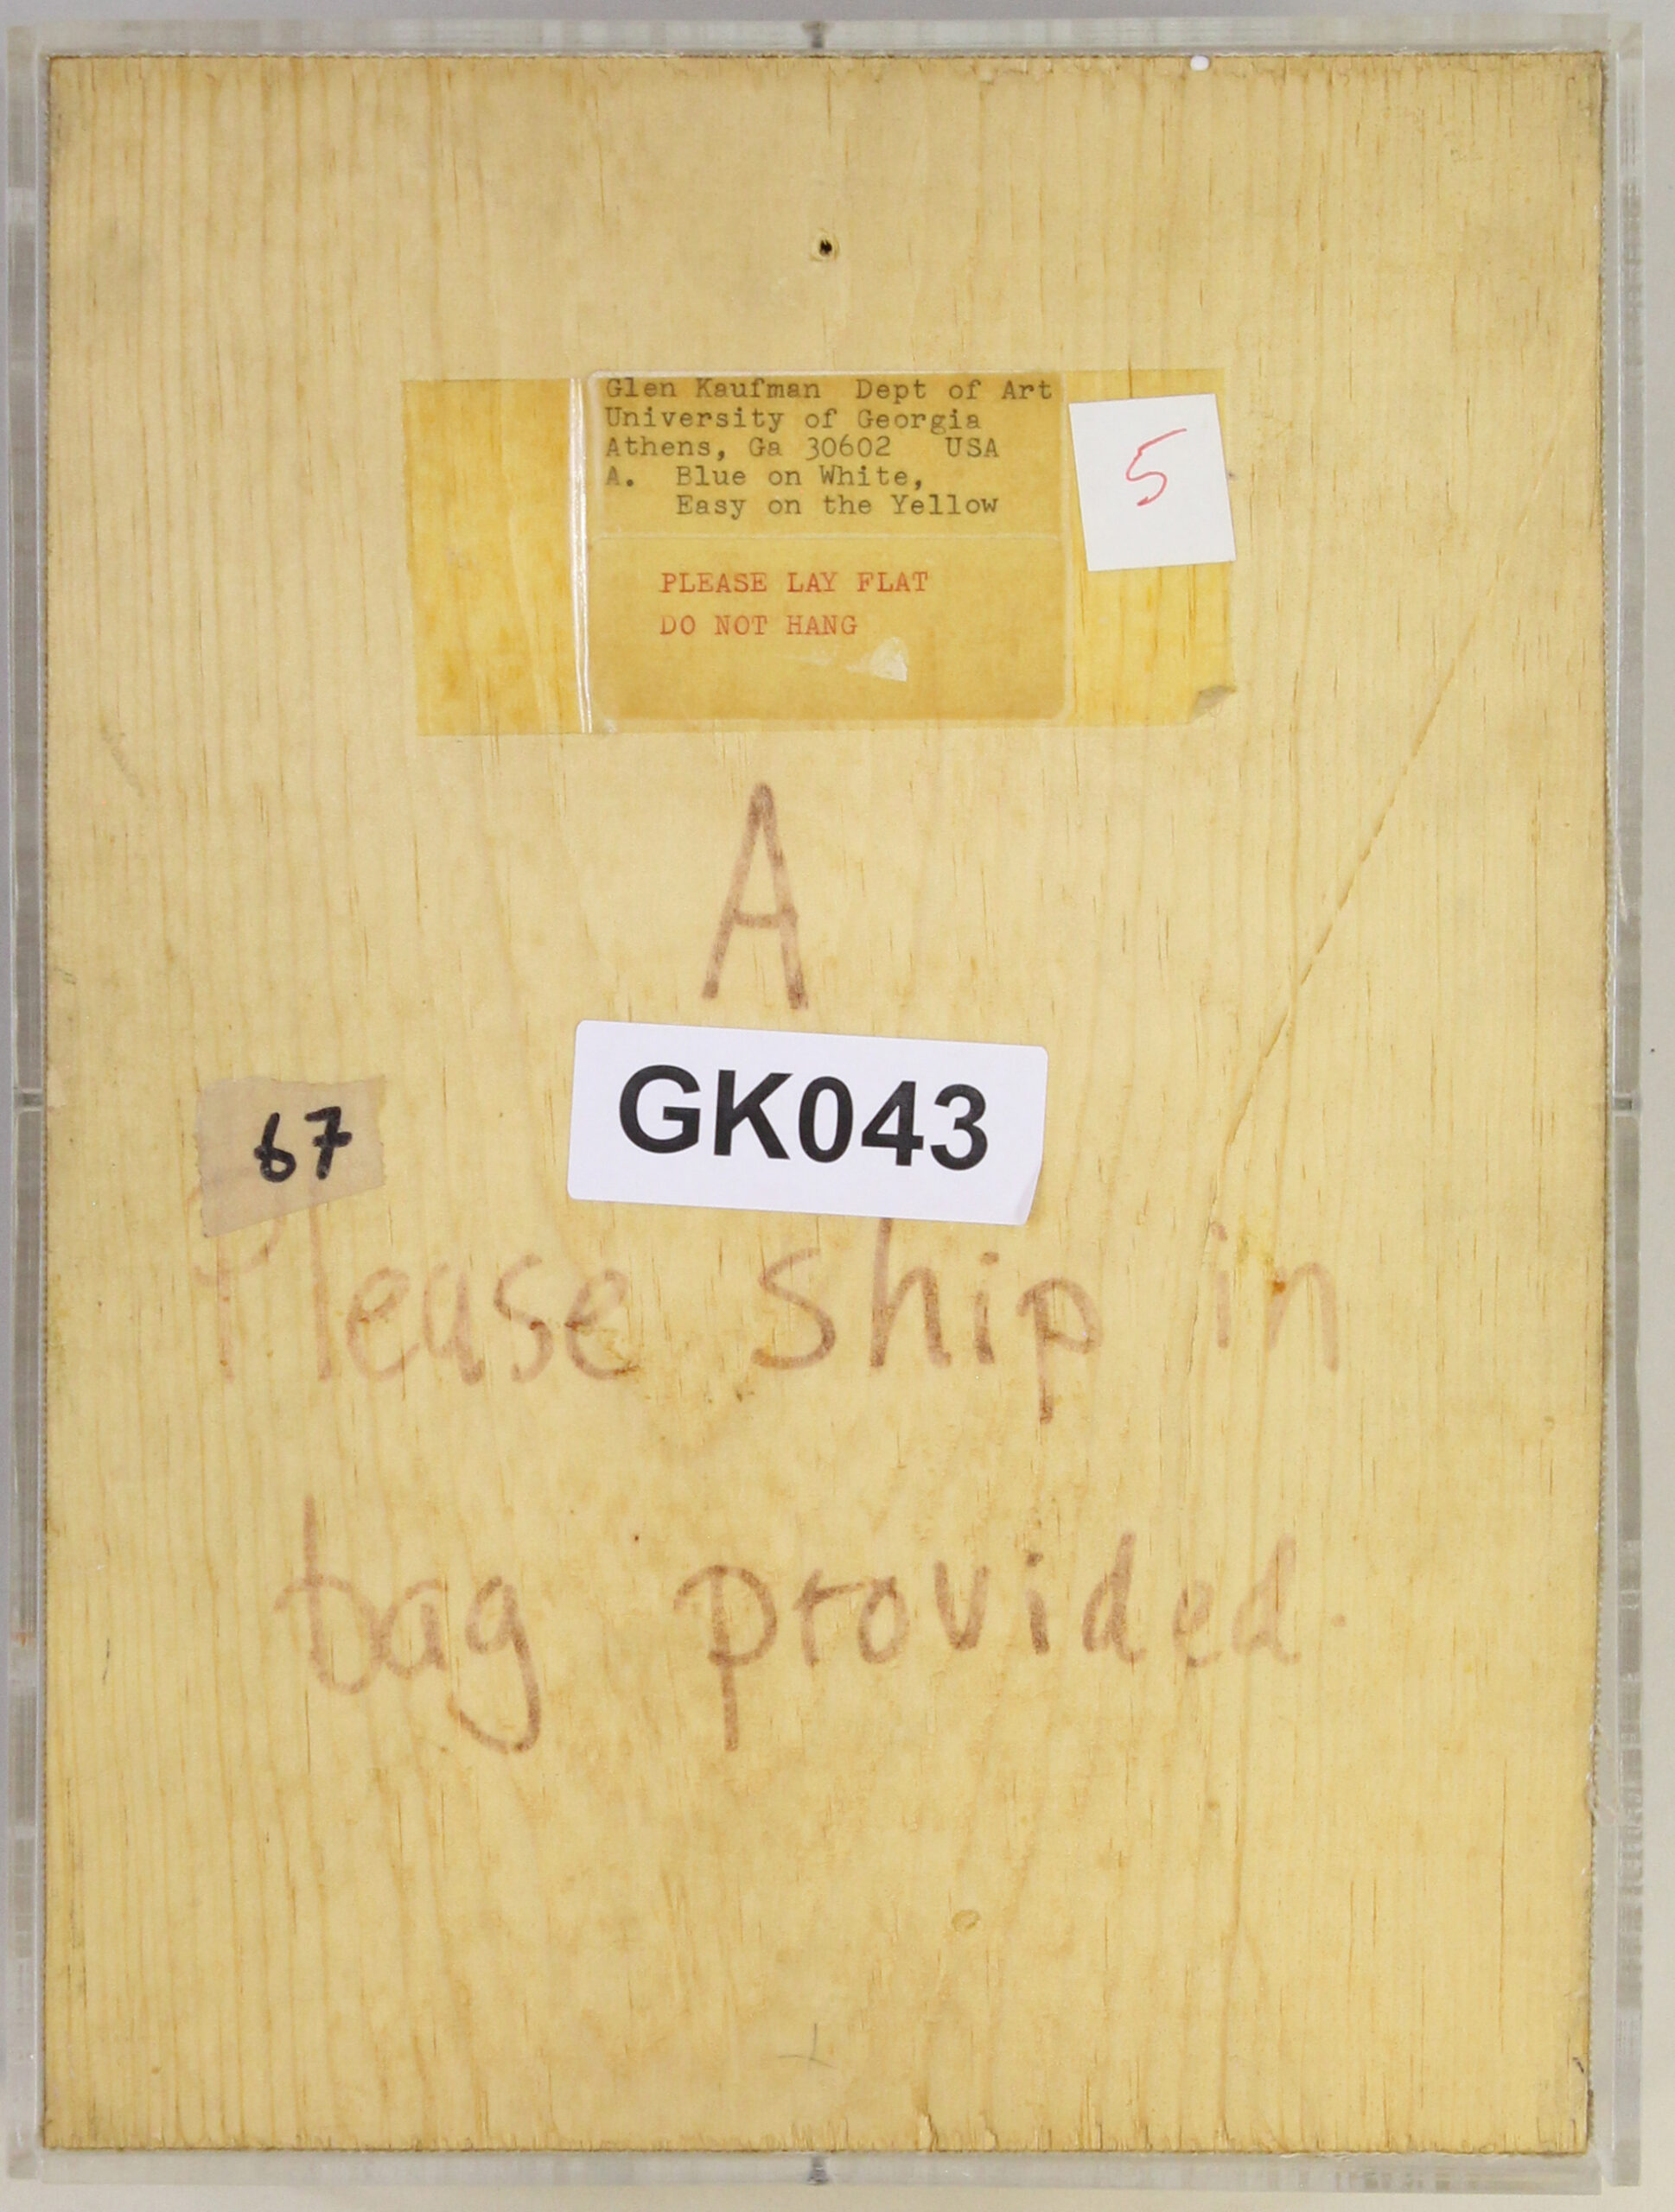 Glen Kaufman Dept of Art
University of Georgia
Athens, Ga 30602 USA
A. Blue on White,
Easy on the Yellow
5
PLEASE LAY FLAT
DO NOT HANG
A
GK043
67
Please ship in
bag provided.